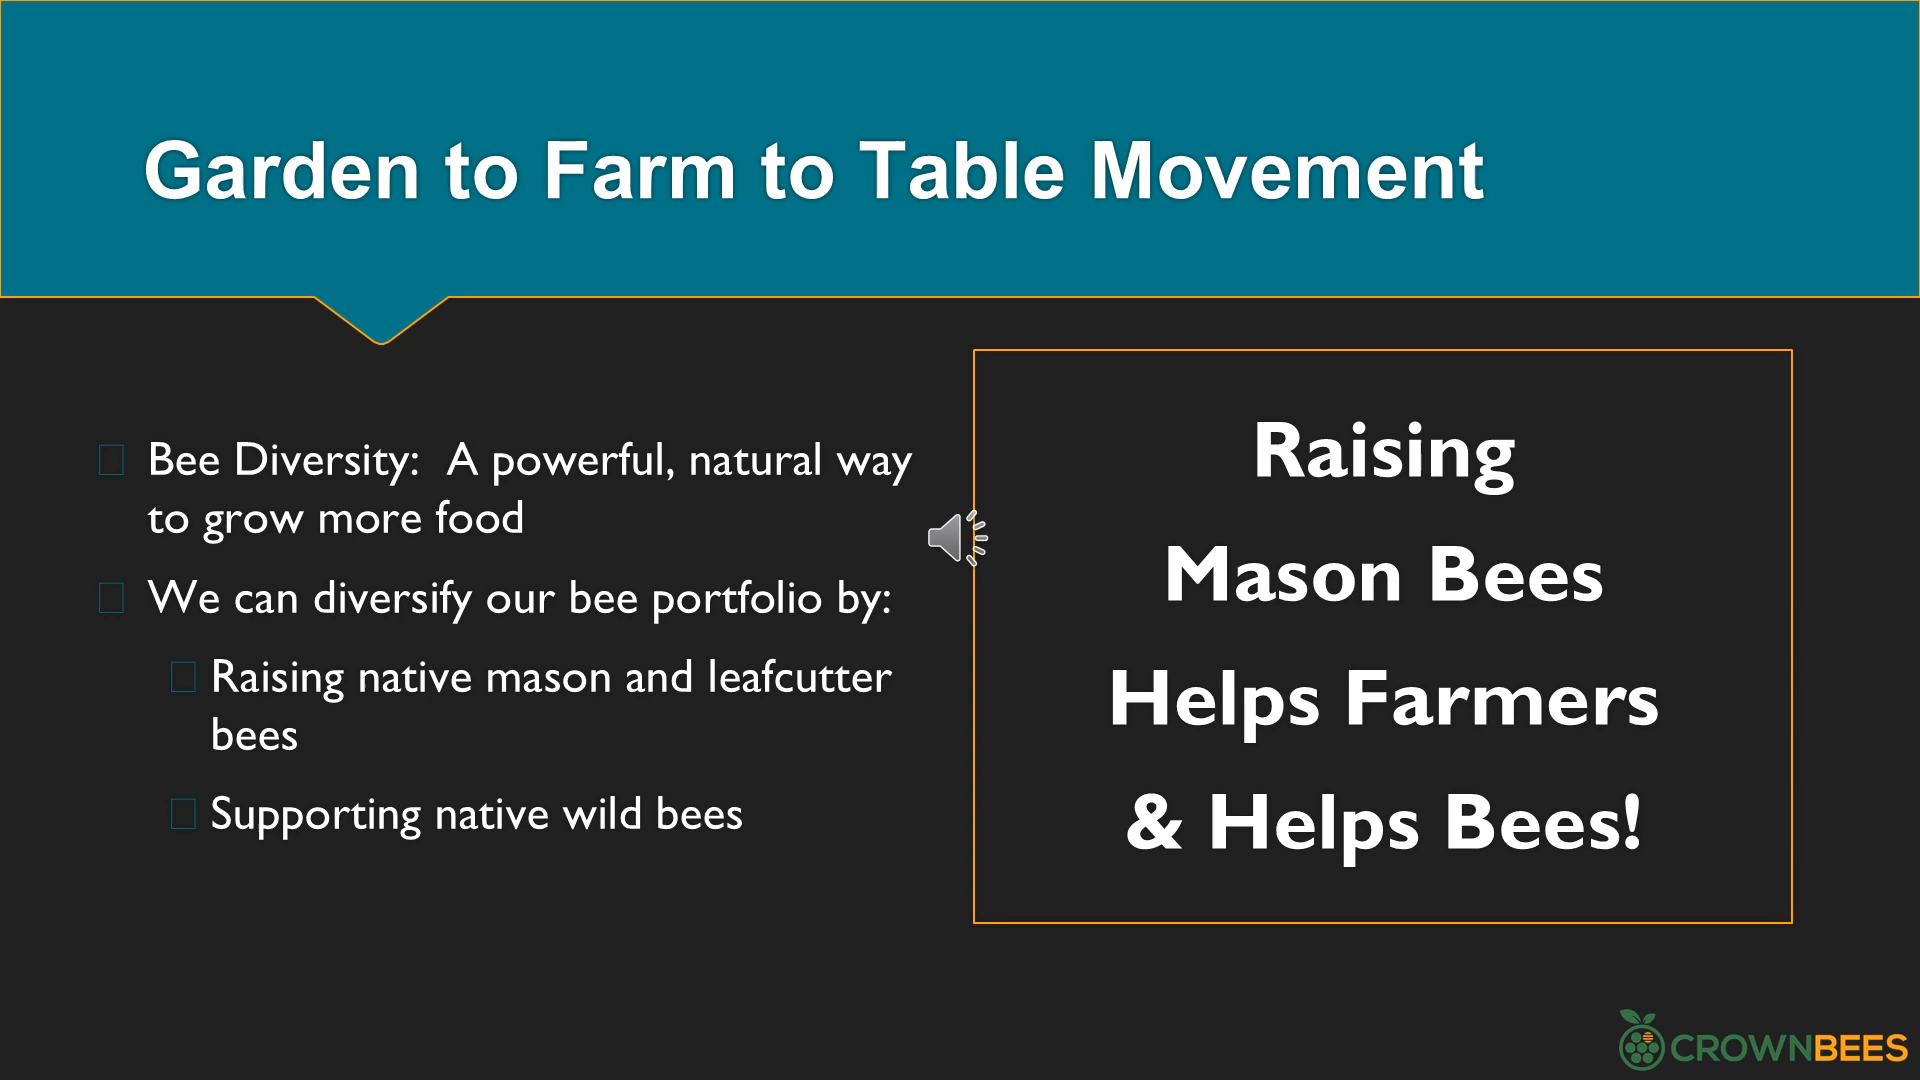 Garden to Farm to Table Movement
Bee Diversity:  A powerful, natural way
to grow more food
We can diversify our bee portfolio by:
Raising native mason and leafcutter
bees
Supporting native wild bees
Raising
Mason Bees
Helps Farmers
& Helps Bees!
CROWNBEES